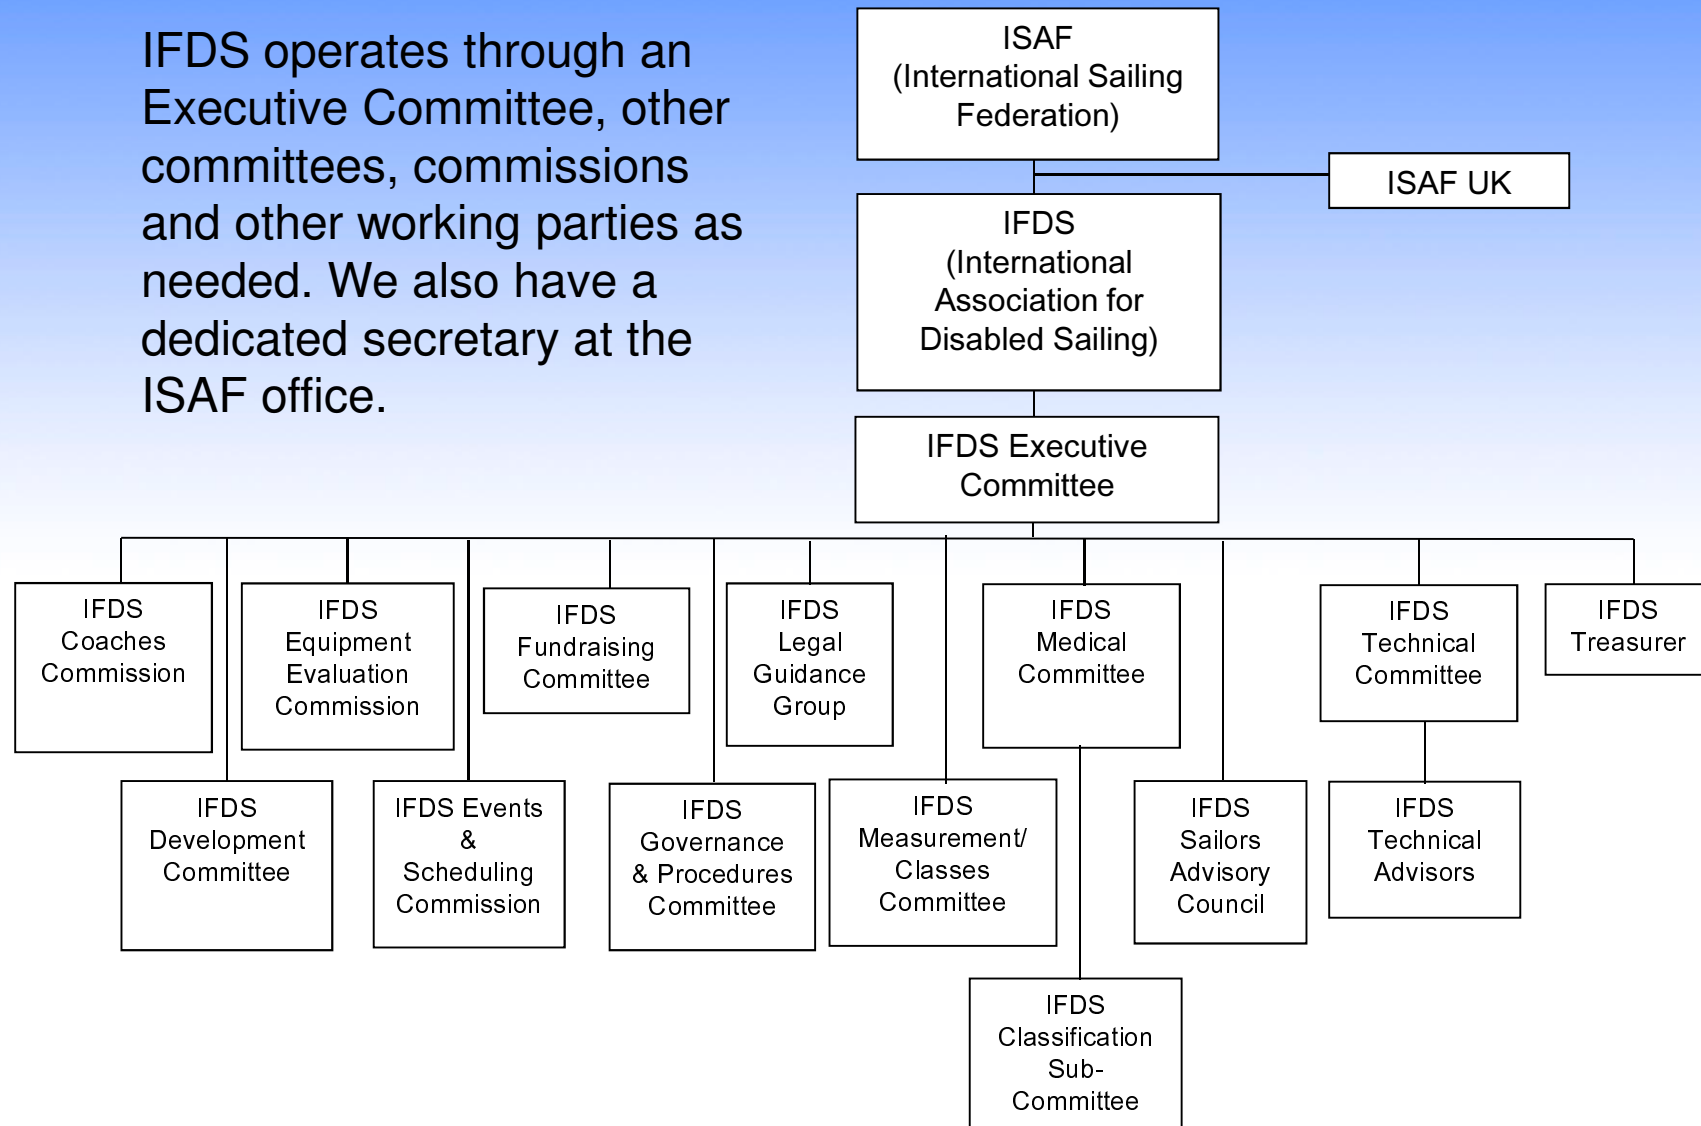 IFDS operates through an
Executive Committee, other
committees, commissions
and other working parties as
needed. We also have a
dedicated secretary at the
ISAF office.
ISAF
(International Sailing
Federation)
ISAF UK
IFDS
(International
Association for
Disabled Sailing)
IFDS Executive
Committee
IFDS
Coaches
Commission
IFDS
Equipment
Evaluation
Commission
IFDS
Fundraising
Committee
IFDS
Legal
Guidance
Group
IFDS
Medical
Committee
IFDS
Technical
Committee
IFDS
Treasurer
IFDS
Development
Committee
IFDS Events
&
Scheduling
Commission
IFDS
Governance
& Procedures
Committee
IFDS
Measurement/
Classes
Committee
IFDS
Sailors
Advisory
Council
IFDS
Technical
Advisors
IFDS
Classification
Sub-
Committee